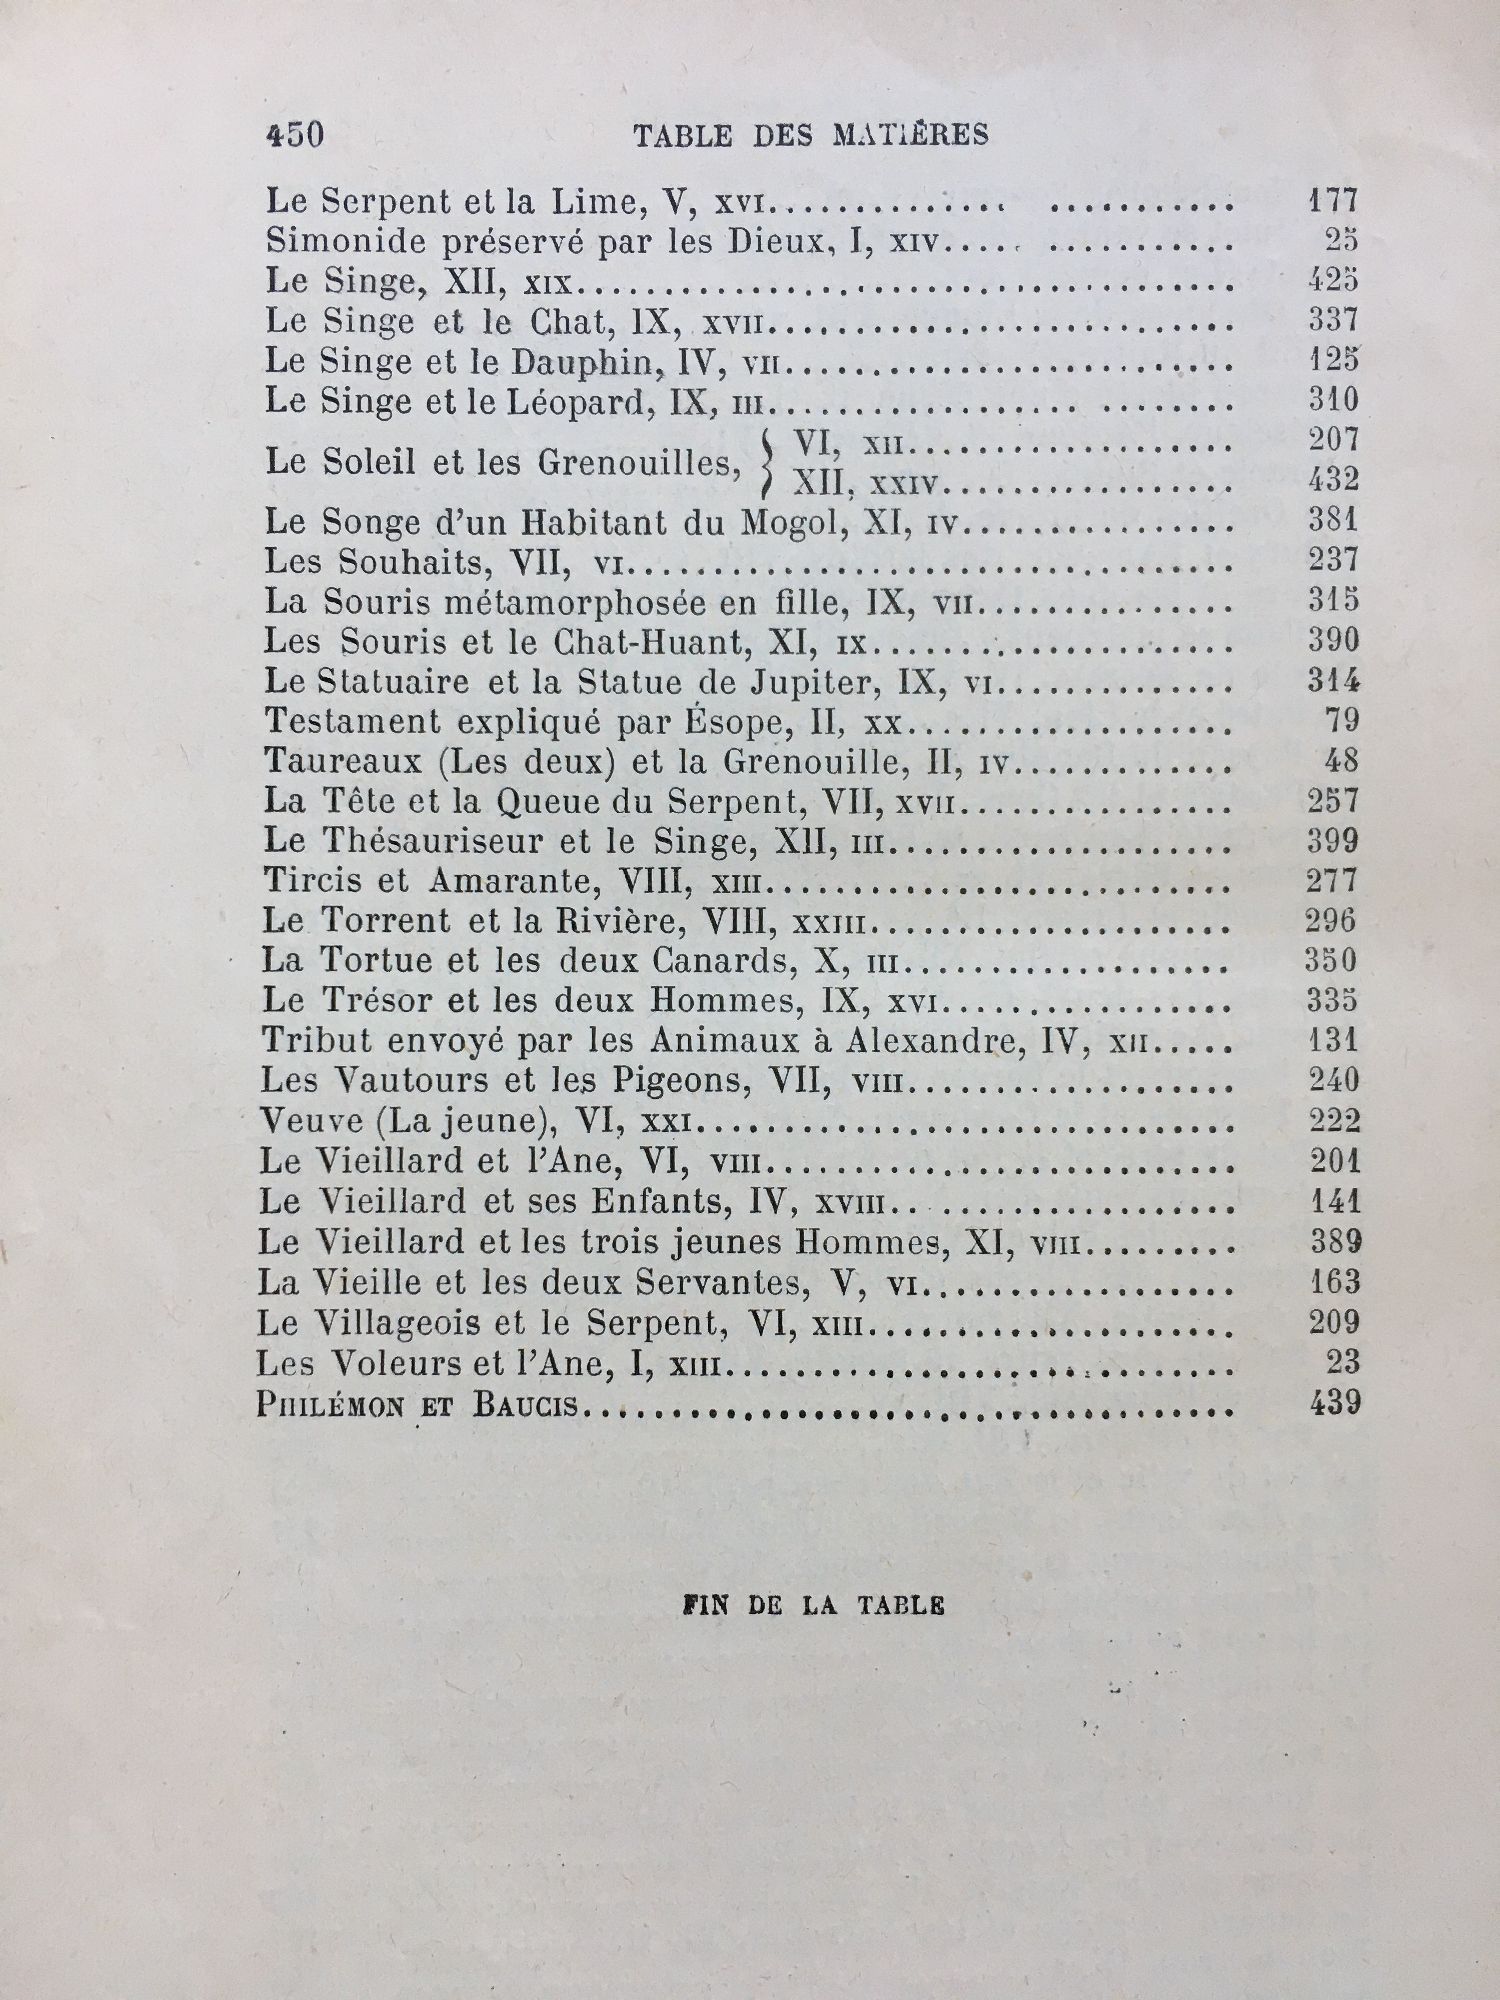 450 TABLE DES MATIÈRES
Le Serpent et la Lime, V, xvi........................ 177
Simonide préservé par les Dieux, I, xiv................ 25
Le Singe, XII, xix...................................... 425
Le Singe et le Chat, IX, xvii........................... 337
Le Singe et le Dauphin, IV, vii.......................... 125
Le Singe et le Léopard, IX, iii.......................... 310
Le Soleil et les Grenouilles, { VI, xii................... 207
XII, xxiv................. 432
Le Songe d'un Habitant du Mogol, XI, iv................ 381
Les Souhaits, VII, vi................................... 237
La Souris métamorphosée en fille, IX, vii............... 315
Les Souris et le Chat-Huant, XI, ix..................... 390
Le Statuaire et la Statue de Jupiter, IX, vi.............. 314
Testament expliqué par Ésope, II, xx................... 79
Taureaux (Les deux) et la Grenouille, II, iv............. 48
La Tête et la Queue du Serpent, VII, xvii................ 257
Le Thésauriseur et le Singe, XII, iii.................... 399
Tircis et Amarante, VIII, xiii........................... 277
Le Torrent et la Rivière, VIII, xxiii..................... 296
La Tortue et les deux Canards, X, iii................... 350
Le Trésor et les deux Hommes, IX, xvi................. 335
Tribut envoyé par les Animaux à Alexandre, IV, xii..... 131
Les Vautours et les Pigeons, VII, viii................... 240
Veuve (La jeune), VI, xxi............................... 222
Le Vieillard et l'Ane, VI, viii........................... 201
Le Vieillard et ses Enfants, IV, xviii.................... 141
Le Vieillard et les trois jeunes Hommes, XI, viii......... 389
La Vieille et les deux Servantes, V, vi.................. 163
Le Villageois et le Serpent, VI, xiii..................... 209
Les Voleurs et l'Ane, I, xiii............................. 23
Philémon et Baucis..................................... 439
FIN DE LA TABLE